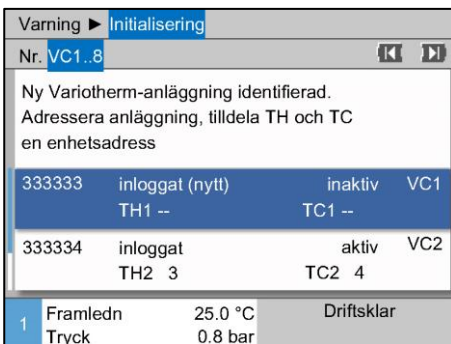 Varning ► Initialisering
Nr. VC1..8
Ny Variotherm-anläggning identifierad.
Adressera anläggning, tilldela TH och TC
en enhetsadress
333333 inloggat (nytt) inaktiv VC1
TH1 -- TC1 --
333334 inloggat aktiv VC2
TH2 3 TC2 4
1 Framledn 25.0 °C Driftsklar
Tryck 0.8 bar